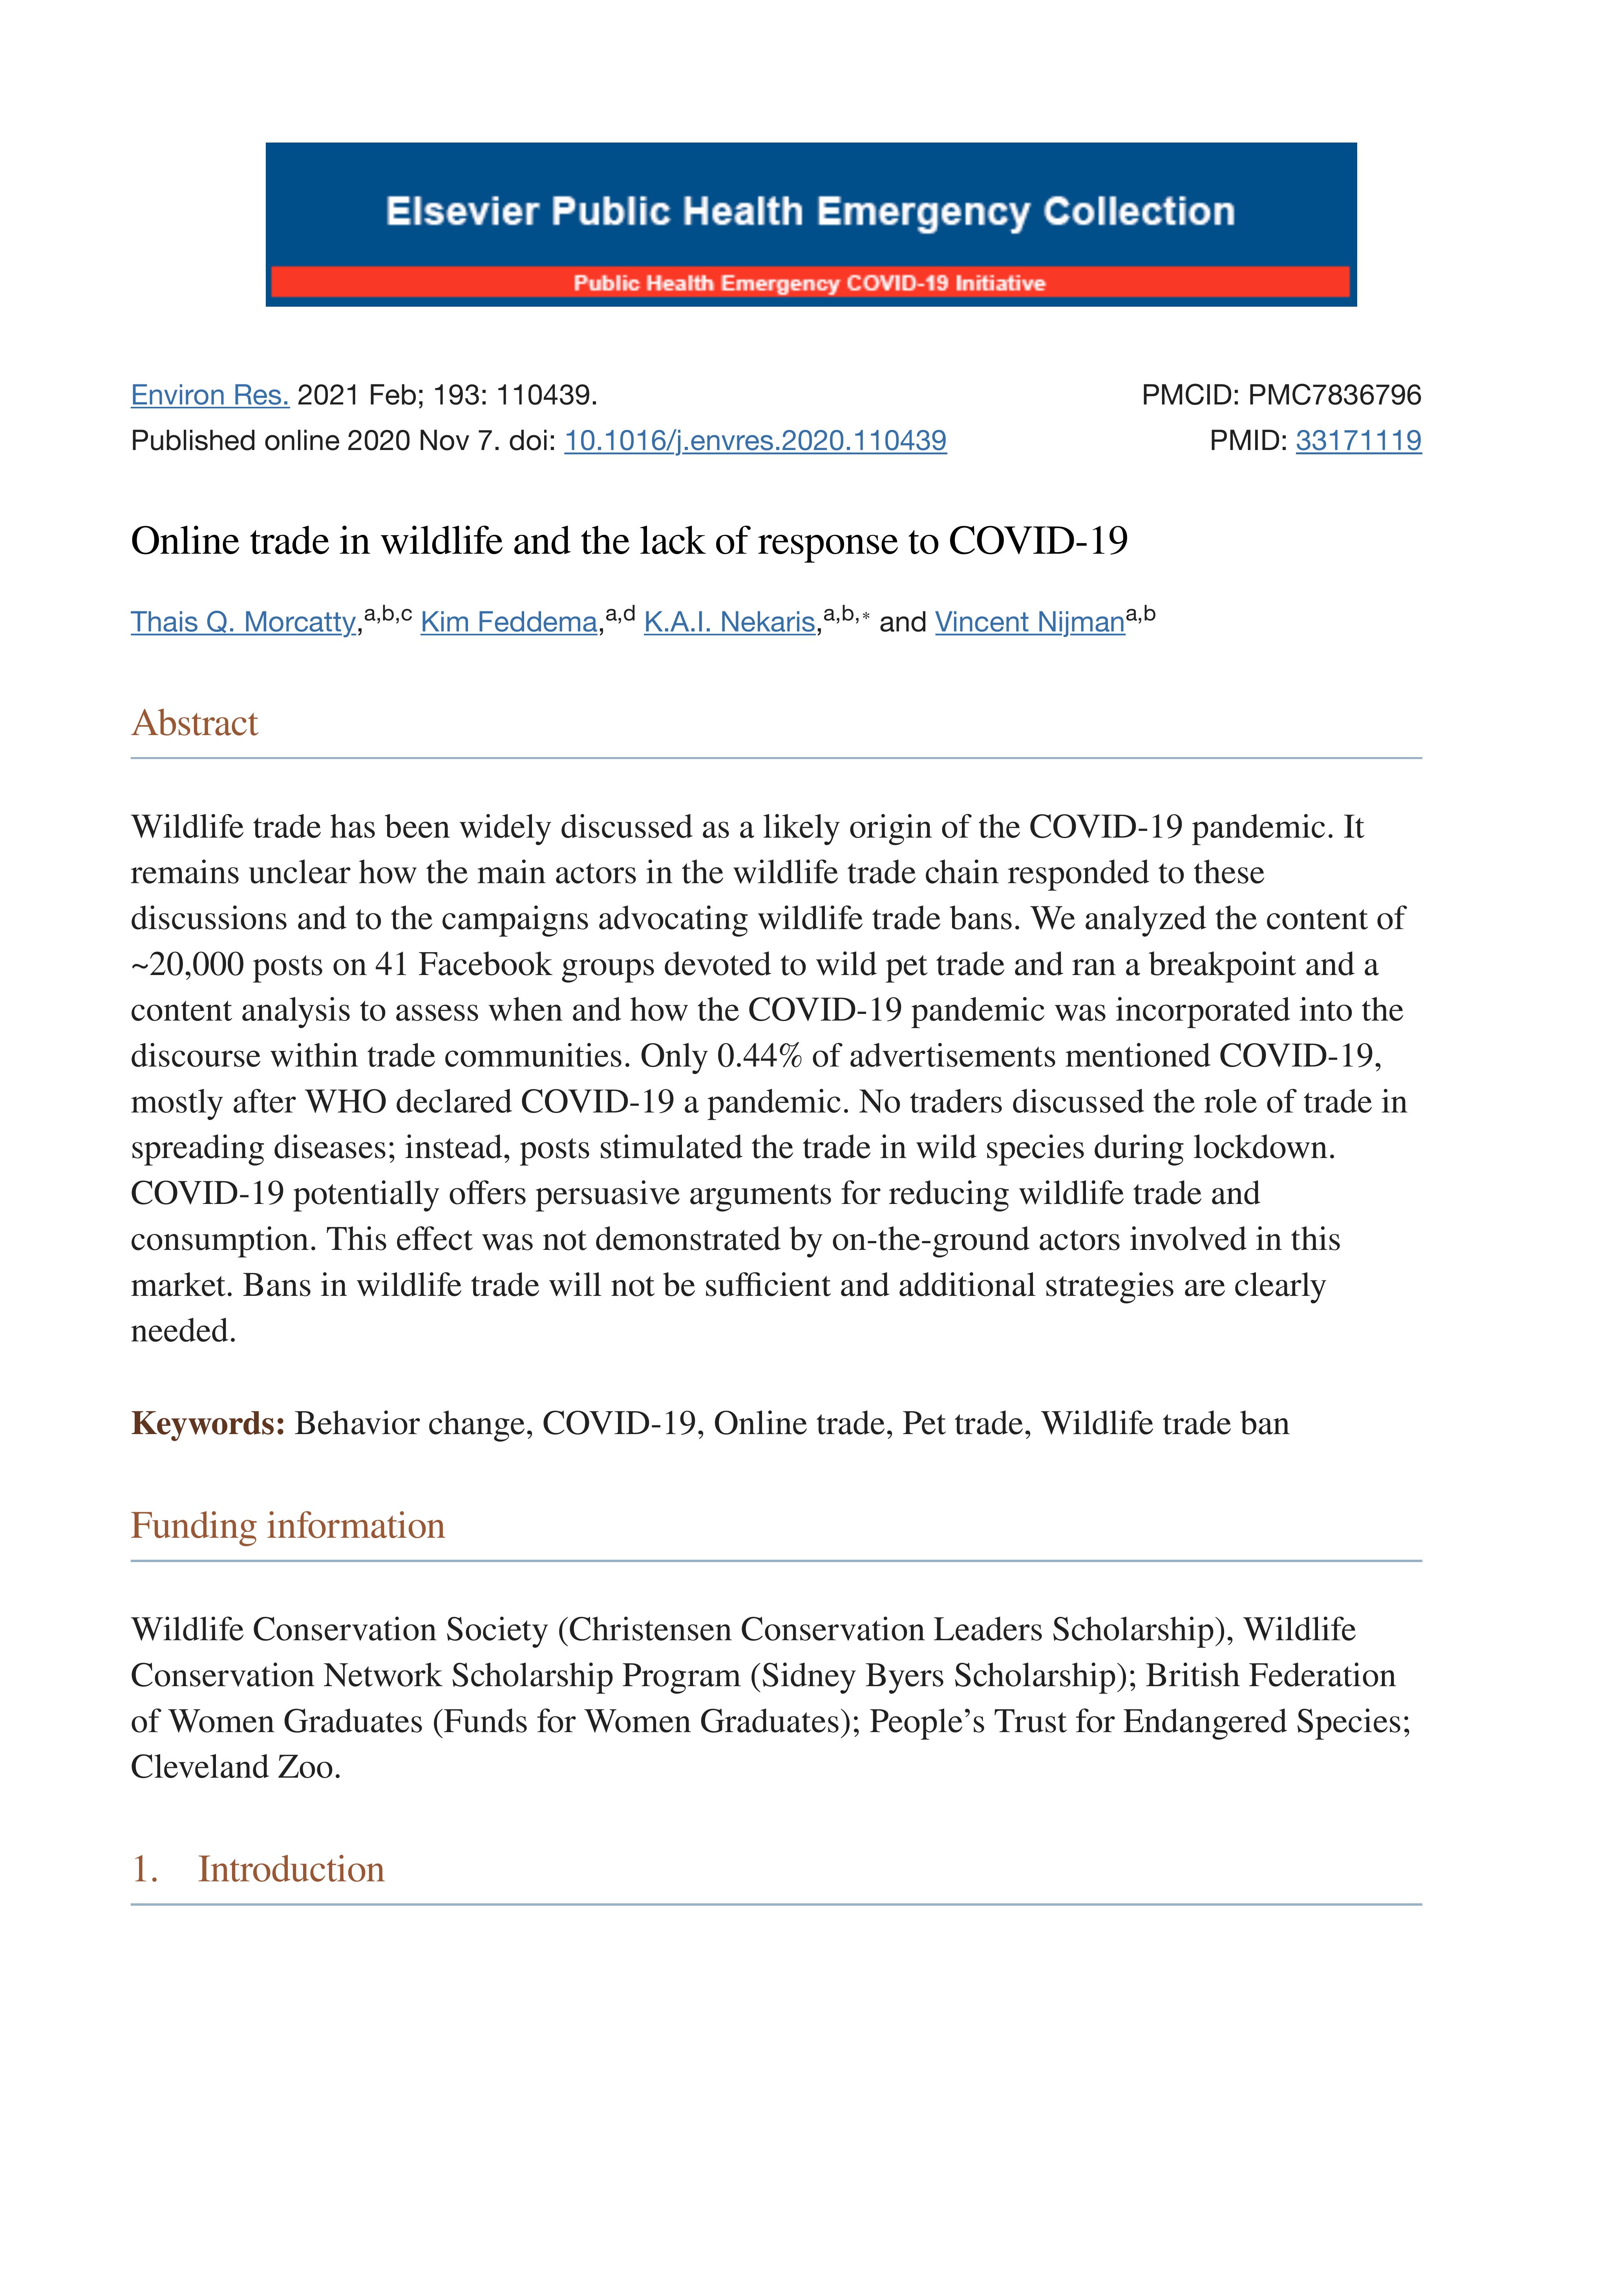 Elsevier Public Health Emergency Collection
Public Health Emergency COVID-19 Initiative
Environ Res. 2021 Feb; 193: 110439.
PMCID: PMC7836796
Published online 2020 Nov 7. doi: 10.1016/j.envres.2020.110439
PMID: 33171119
Online trade in wildlife and the lack of response to COVID-19
Thais Q. Morcatty,a,b,c Kim Feddema,a,d K.A.I. Nekaris,a,b,∗ and Vincent Nijmana,b
Abstract
Wildlife trade has been widely discussed as a likely origin of the COVID-19 pandemic. It
remains unclear how the main actors in the wildlife trade chain responded to these
discussions and to the campaigns advocating wildlife trade bans. We analyzed the content of
~20,000 posts on 41 Facebook groups devoted to wild pet trade and ran a breakpoint and a
content analysis to assess when and how the COVID-19 pandemic was incorporated into the
discourse within trade communities. Only 0.44% of advertisements mentioned COVID-19,
mostly after WHO declared COVID-19 a pandemic. No traders discussed the role of trade in
spreading diseases; instead, posts stimulated the trade in wild species during lockdown.
COVID-19 potentially offers persuasive arguments for reducing wildlife trade and
consumption. This effect was not demonstrated by on-the-ground actors involved in this
market. Bans in wildlife trade will not be sufficient and additional strategies are clearly
needed.
Keywords: Behavior change, COVID-19, Online trade, Pet trade, Wildlife trade ban
Funding information
Wildlife Conservation Society (Christensen Conservation Leaders Scholarship), Wildlife
Conservation Network Scholarship Program (Sidney Byers Scholarship); British Federation
of Women Graduates (Funds for Women Graduates); People’s Trust for Endangered Species;
Cleveland Zoo.
1. Introduction